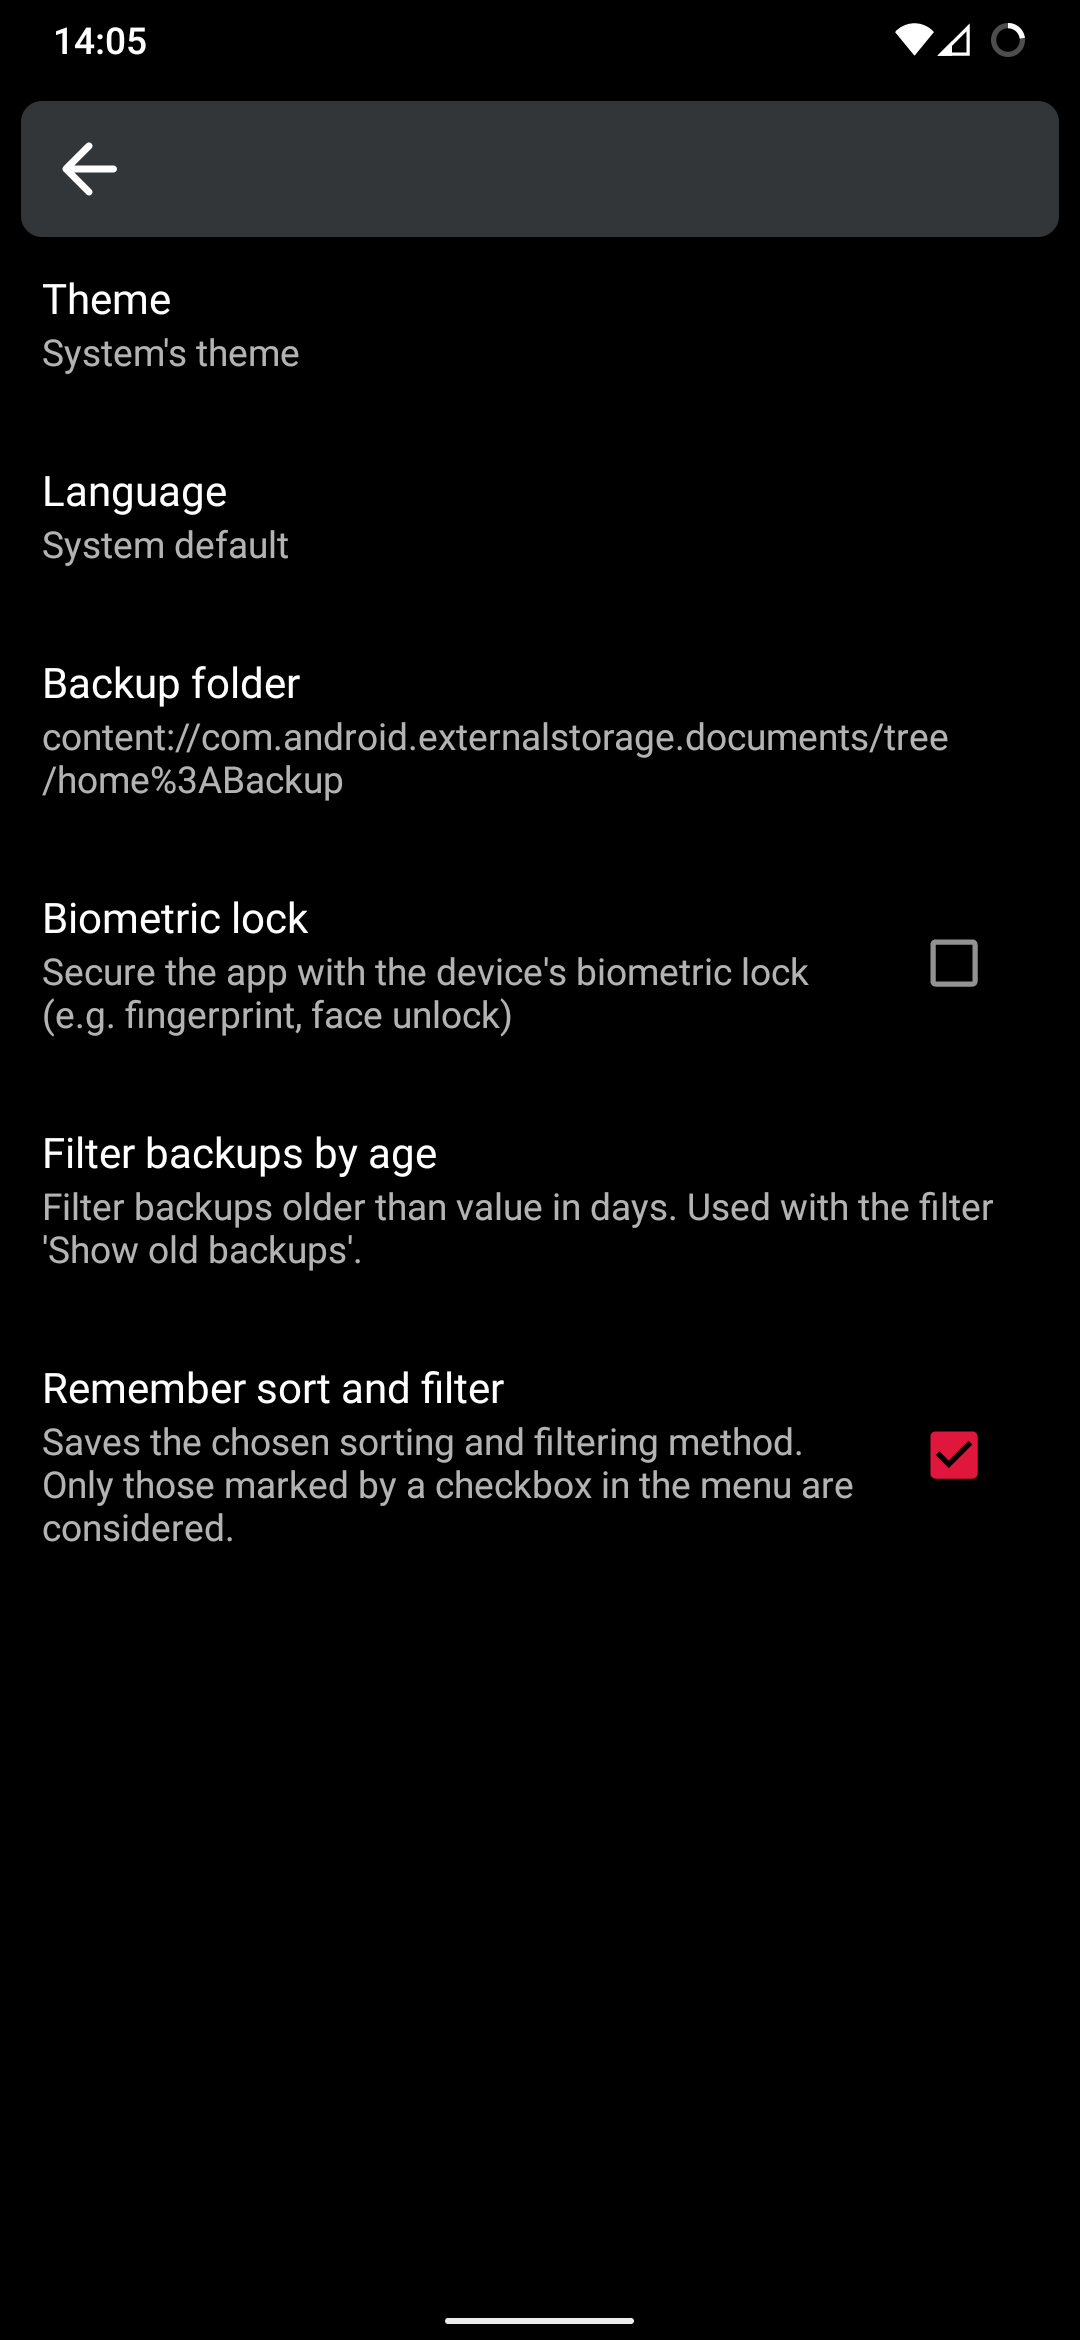 14:05
Theme
System's theme
Language
System default
Backup folder
content://com.android.externalstorage.documents/tree
/home%3ABackup
Biometric lock
Secure the app with the device's biometric lock
(e.g. fingerprint, face unlock)
Filter backups by age
Filter backups older than value in days. Used with the filter
'Show old backups'.
Remember sort and filter
Saves the chosen sorting and filtering method.
Only those marked by a checkbox in the menu are
considered.